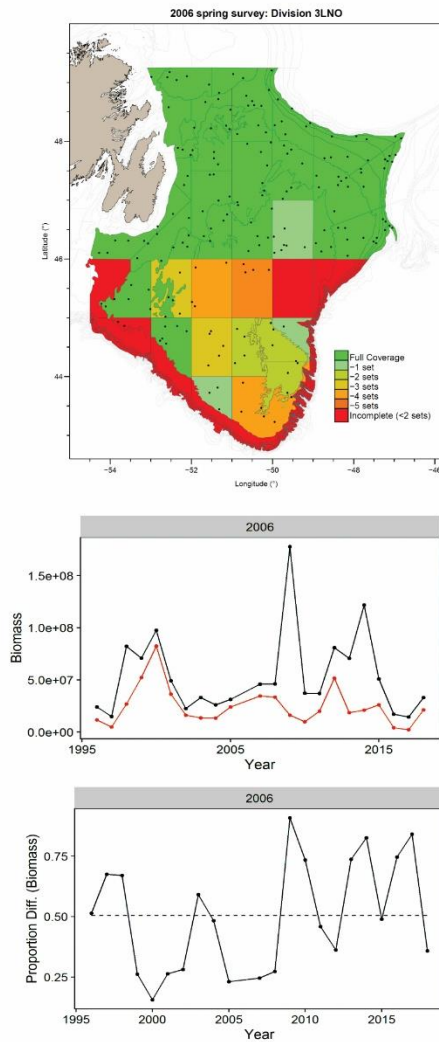 2006 spring survey: Division 3LNO
48
46
44
Latitude (°)
Full Coverage
−1 set
−2 sets
−3 sets
−4 sets
−5 sets
Incomplete (<2 sets)
−54
−52
−50
−48
−46
Longitude (°)
2006
1.5e+08
1.0e+08
5.0e+07
0.0e+00
Biomass
1995
2005
2015
Year
2006
0.75
0.50
0.25
Proportion Diff. (Biomass)
1995
2000
2005
2010
2015
Year